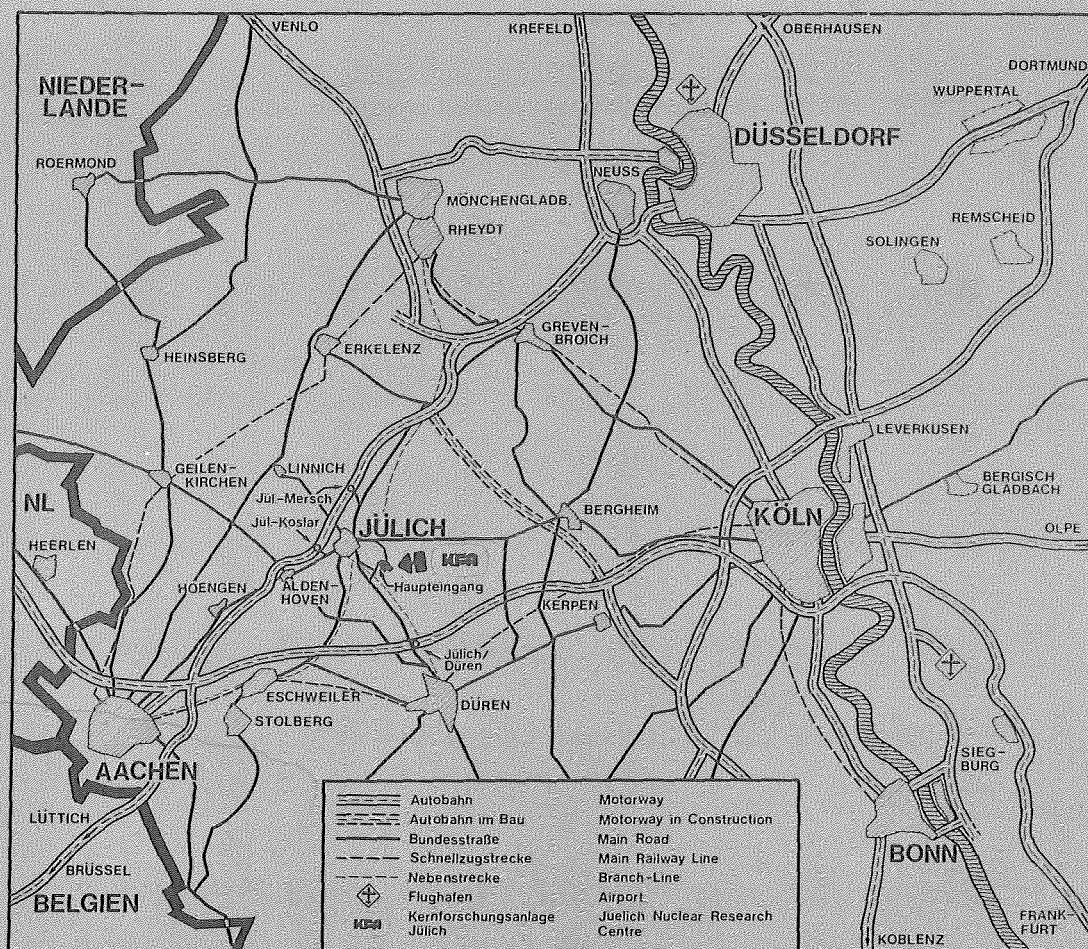 VENLO
KREFELD
OBERHAUSEN
DORTMUND
NIEDER-
LANDE
WUPPERTAL
DÜSSELDORF
ROERMOND
NEUSS
MÖNCHENGLADB.
RHEYDT
REMSCHEID
SOLINGEN
GREVEN-
BROICH
ERKELENZ
HEINSBERG
LEVERKUSEN
GEILEN-
KIRCHEN
LINNICH
BERGISCH
GLADBACH
NL
Jül-Mersch
Jül-Koslar
JÜLICH
BERGHEIM
KÖLN
OLPE
HEERLEN
KFA
HOENGEN
ALDEN-
HOVEN
Haupteingang
KERPEN
Jülich/
Düren
ESCHWEILER
DÜREN
STOLBERG
SIEG-
BURG
AACHEN
LÜTTICH
BONN
BRÜSSEL
BELGIEN
FRANK-
FURT
KOBLENZ
Autobahn Motorway
Autobahn im Bau Motorway in Construction
Bundesstraße Main Road
Schnellzugstrecke Main Railway Line
Nebenstrecke Branch-Line
Flughafen Airport
KFA Kernforschungsanlage Juelich Nuclear Research
Jülich Centre